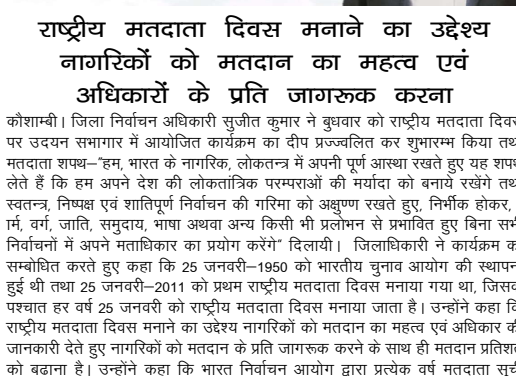 राष्ट्रीय मतदाता दिवस मनाने का उद्देश्य
नागरिकों को मतदान का महत्व एवं
अधिकारों के प्रति जागरूक करना
कौशाम्बी। जिला निर्वाचन अधिकारी सुजीत कुमार ने बुधवार को राष्ट्रीय मतदाता दिवस
पर उदयन सभागार में आयोजित कार्यक्रम का दीप प्रज्ज्वलित कर शुभारम्भ किया तथ
मतदाता शपथ–"हम, भारत के नागरिक, लोकतन्त्र में अपनी पूर्ण आस्था रखते हुए यह शपथ
लेते हैं कि हम अपने देश की लोकतांत्रिक परम्पराओं की मर्यादा को बनाये रखेंगे तथ
स्वतन्त्र, निष्पक्ष एवं शातिपूर्ण निर्वाचन की गरिमा को अक्षुण्ण रखते हुए, निर्भीक होकर,
र्म, वर्ग, जाति, समुदाय, भाषा अथवा अन्य किसी भी प्रलोभन से प्रभावित हुए बिना सभ
निर्वाचनों में अपने मताधिकार का प्रयोग करेंगे" दिलायी। जिलाधिकारी ने कार्यक्रम क
सम्बोधित करते हुए कहा कि 25 जनवरी–1950 को भारतीय चुनाव आयोग की स्थापन
हुई थी तथा 25 जनवरी–2011 को प्रथम राष्ट्रीय मतदाता दिवस मनाया गया था, जिसक
पश्चात हर वर्ष 25 जनवरी को राष्ट्रीय मतदाता दिवस मनाया जाता है। उन्होंने कहा कि
राष्ट्रीय मतदाता दिवस मनाने का उद्देश्य नागरिकों को मतदान का महत्व एवं अधिकार की
जानकारी देते हुए नागरिकों को मतदान के प्रति जागरूक करने के साथ ही मतदान प्रतिशत
को बढ़ाना है। उन्होंने कहा कि भारत निर्वाचन आयोग द्वारा प्रत्येक वर्ष मतदाता सूची